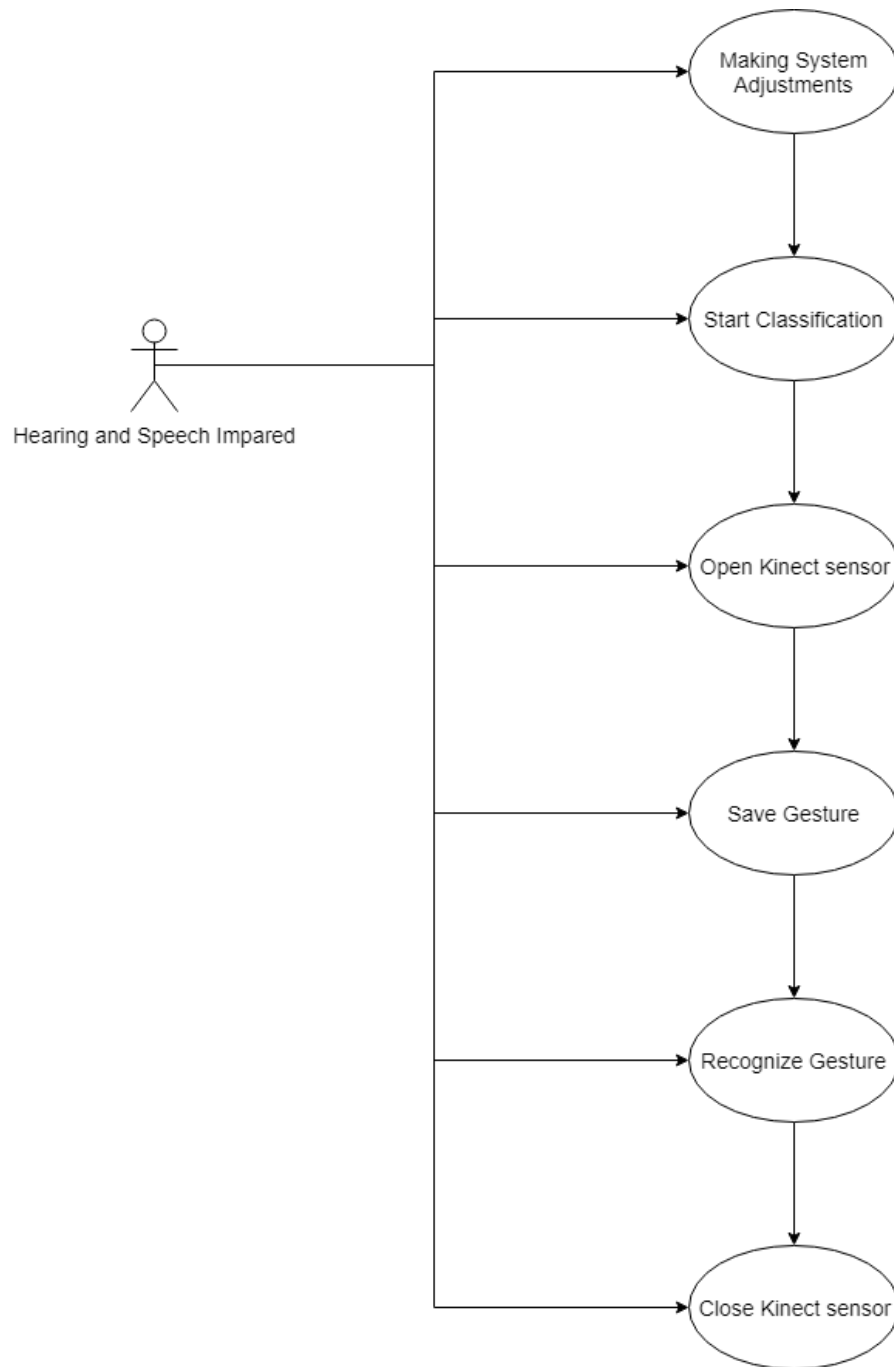 Making System
Adjustments
Start Classification
Hearing and Speech Impared
Open Kinect sensor
Save Gesture
Recognize Gesture
Close Kinect sensor